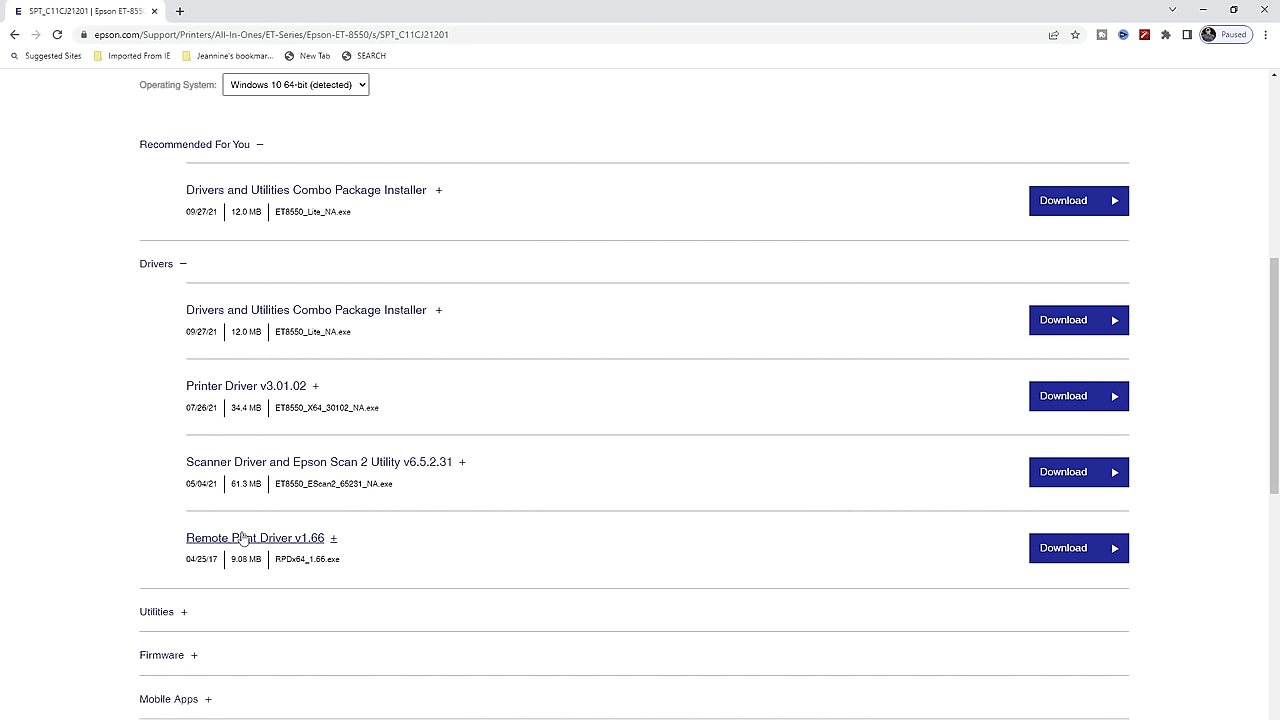 SPT_C11CJ21201 | Epson ET-855
epson.com/Support/Printers/All-In-Ones/ET-Series/Epson-ET-8550/s/SPT_C11CJ21201
Paused
Suggested Sites
Imported From IE
Jeannine's bookmar...
New Tab
SEARCH
Operating System:
Windows 10 64-bit (detected)
Recommended For You −
Drivers and Utilities Combo Package Installer +
09/27/21 | 12.0 MB | ET8550_Lite_NA.exe
Download
Drivers −
Drivers and Utilities Combo Package Installer +
09/27/21 | 12.0 MB | ET8550_Lite_NA.exe
Download
Printer Driver v3.01.02 +
07/26/21 | 34.4 MB | ET8550_X64_30102_NA.exe
Download
Scanner Driver and Epson Scan 2 Utility v6.5.2.31 +
05/04/21 | 61.3 MB | ET8550_EScan2_65231_NA.exe
Download
Remote Print Driver v1.66 +
04/25/17 | 9.08 MB | RPDx64_1.66.exe
Download
Utilities +
Firmware +
Mobile Apps +